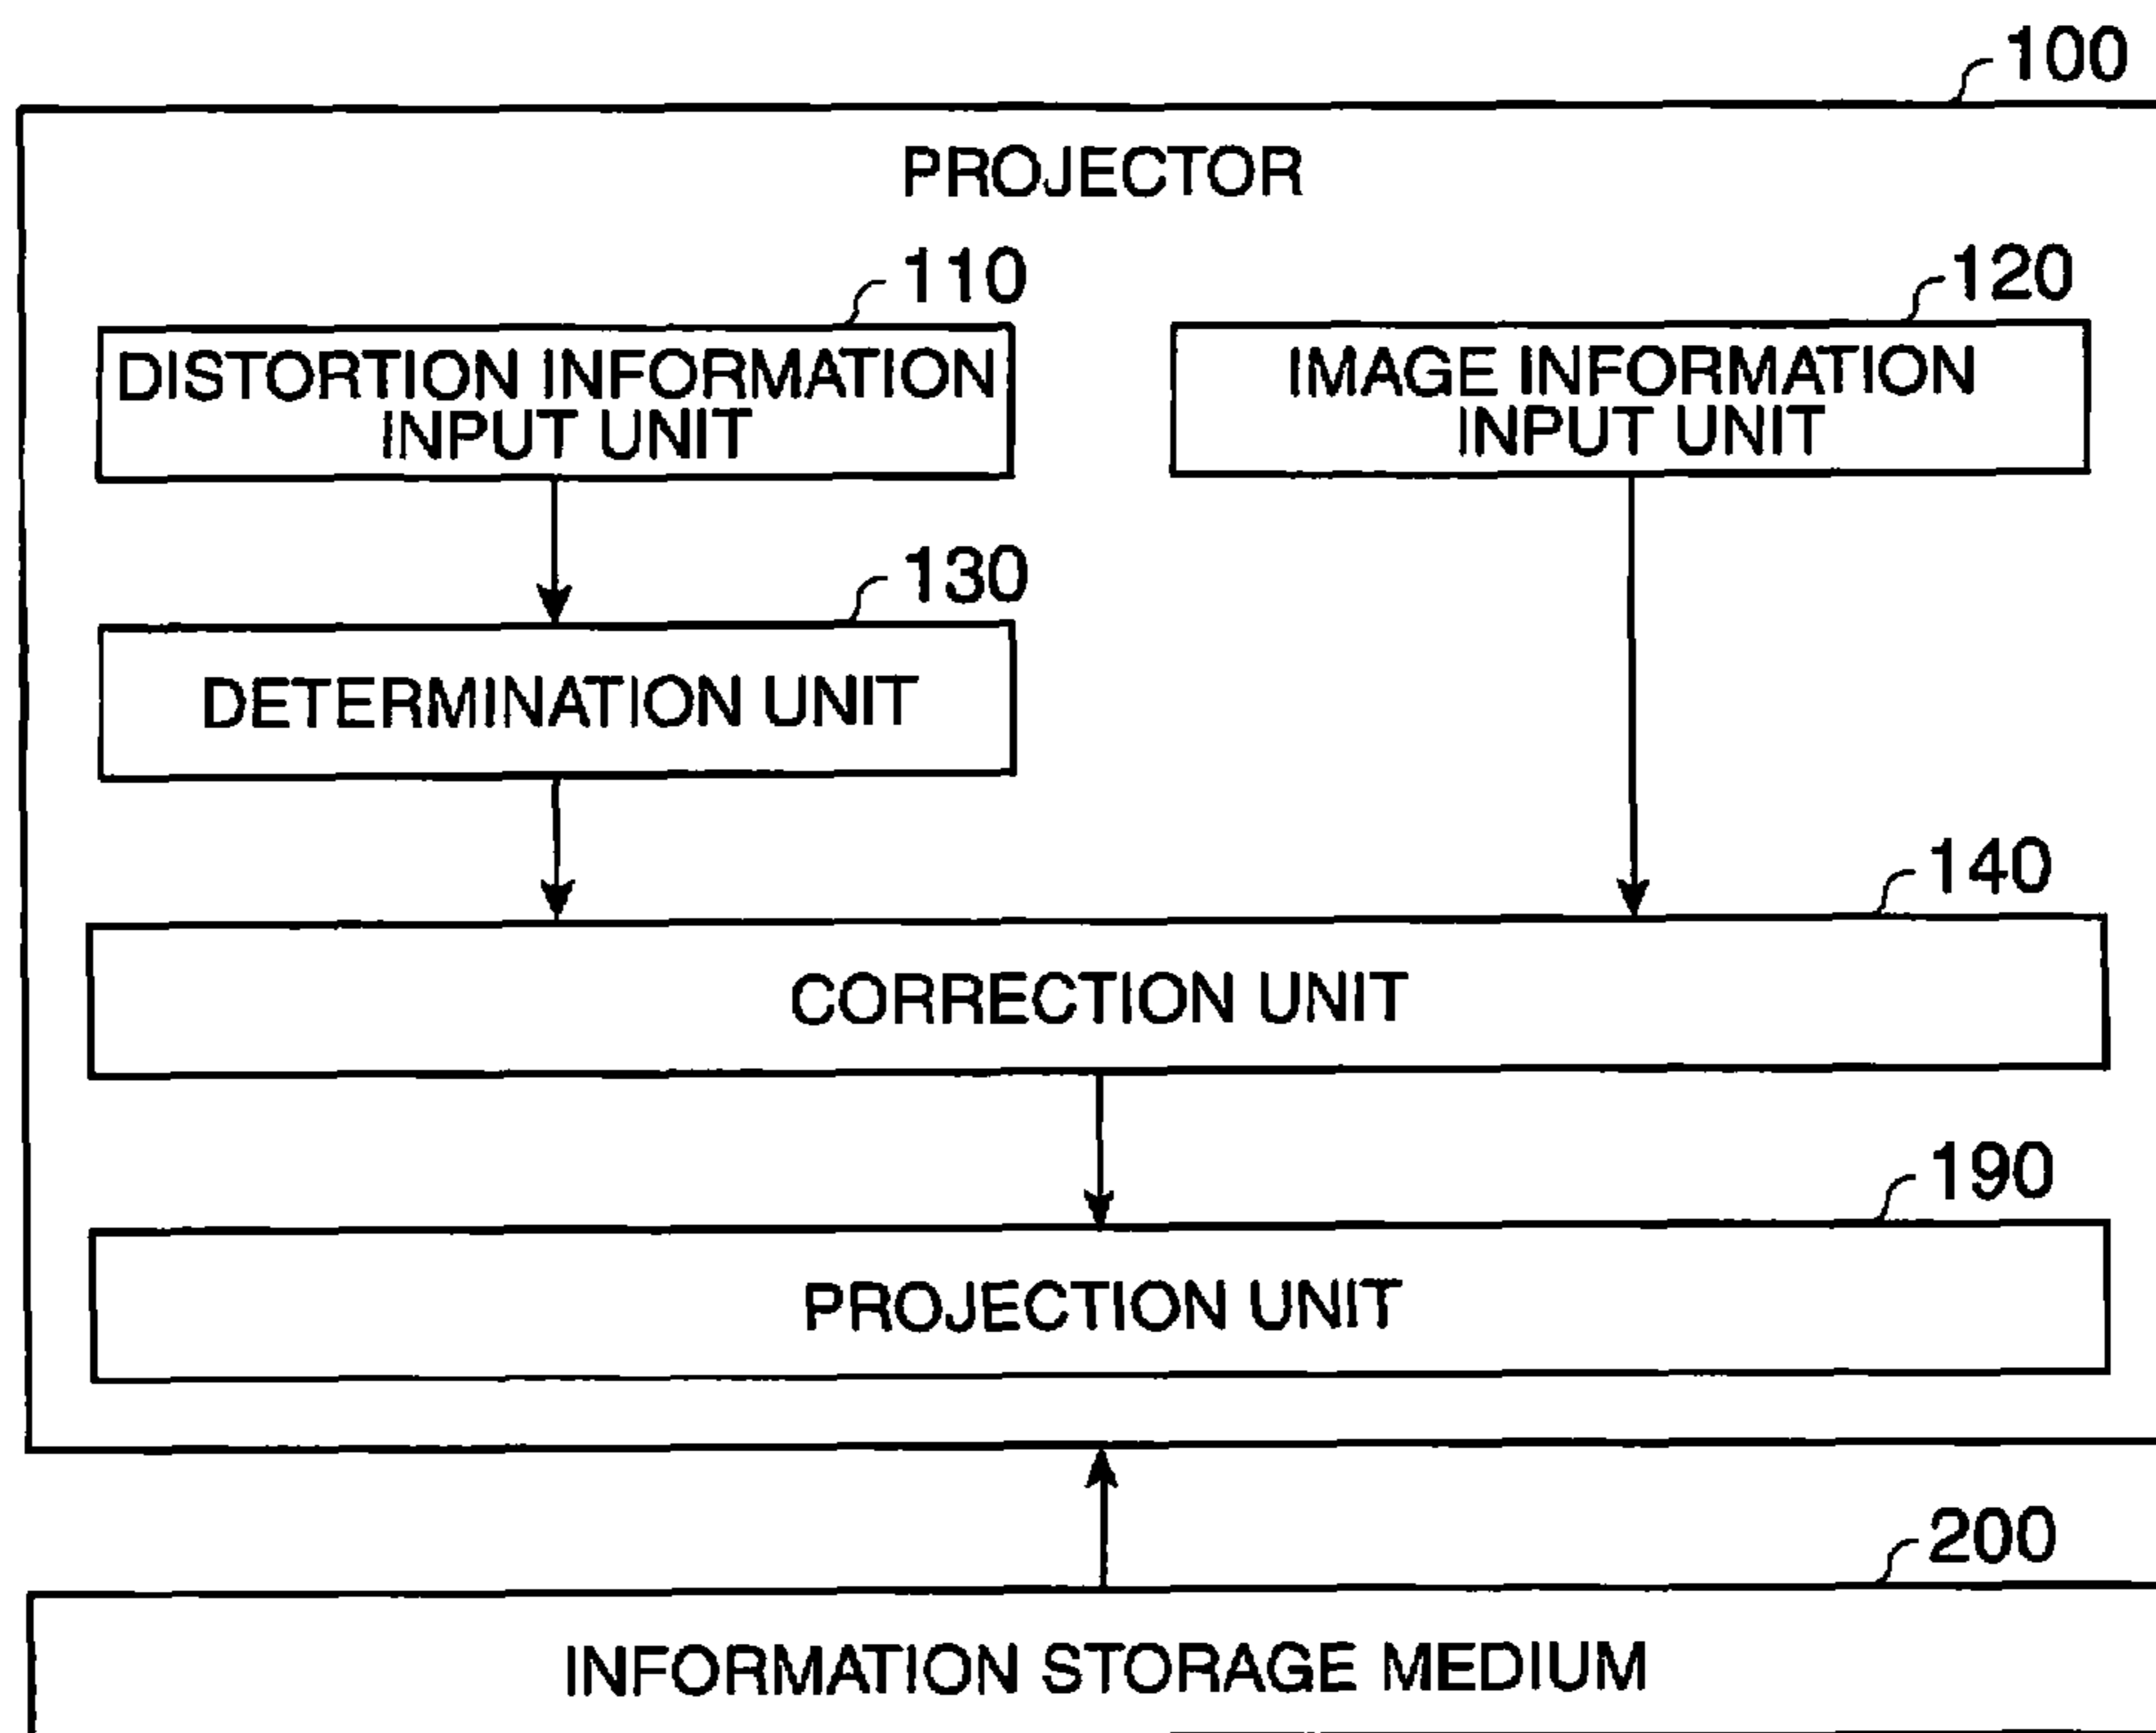 100
PROJECTOR
110
120
DISTORTION INFORMATION
INPUT UNIT
IMAGE INFORMATION
INPUT UNIT
130
DETERMINATION UNIT
140
CORRECTION UNIT
190
PROJECTION UNIT
200
INFORMATION STORAGE MEDIUM